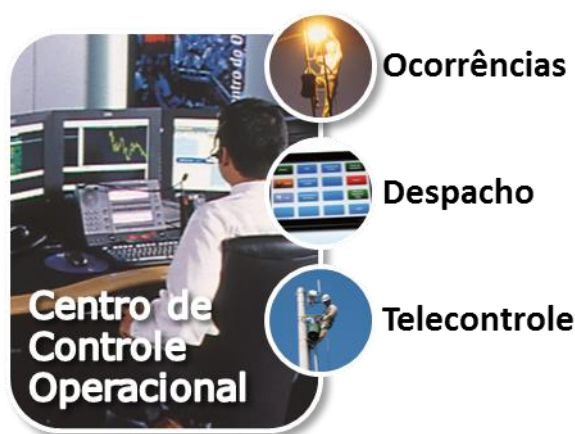 Ocorrências
Despacho
Telecontrole
Centro de
Controle
Operacional